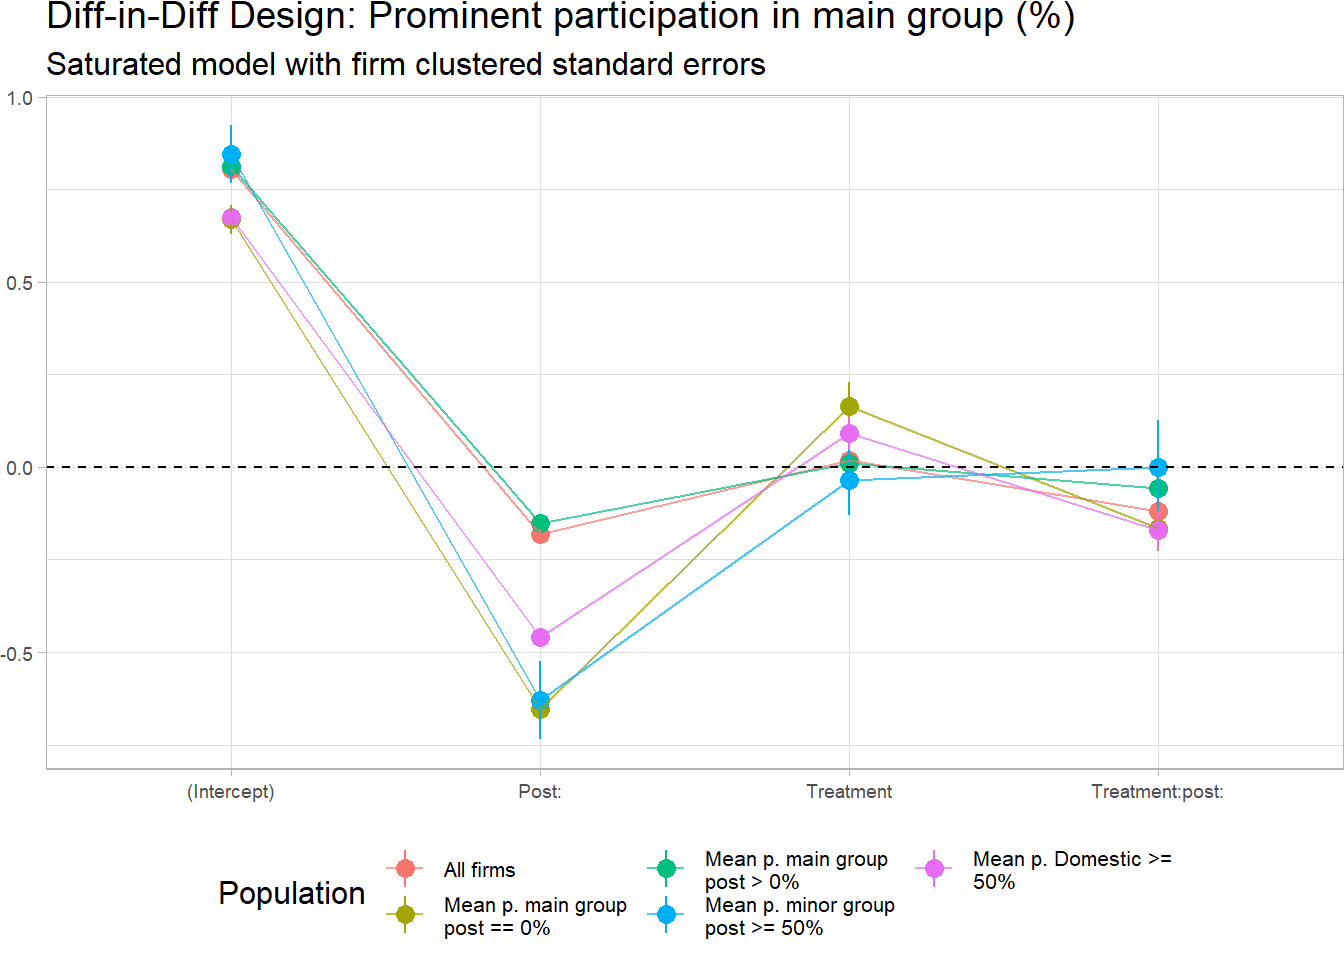 Diff-in-Diff Design: Prominent participation in main group (%)
Saturated model with firm clustered standard errors
1.0
0.5
0.0
-0.5
(Intercept)
Post:
Treatment
Treatment:post:
Population
All firms
Mean p. main group
post == 0%
Mean p. main group
post > 0%
Mean p. minor group
post >= 50%
Mean p. Domestic >=
50%